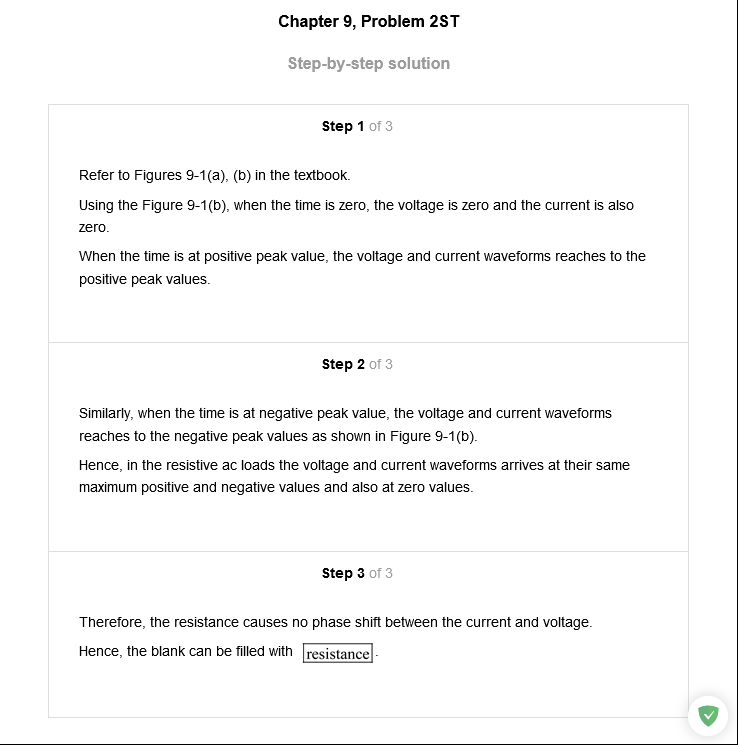 Chapter 9, Problem 2ST
Step-by-step solution
Step 1 of 3
Refer to Figures 9-1(a), (b) in the textbook.
Using the Figure 9-1(b), when the time is zero, the voltage is zero and the current is also
zero.
When the time is at positive peak value, the voltage and current waveforms reaches to the
positive peak values.
Step 2 of 3
Similarly, when the time is at negative peak value, the voltage and current waveforms
reaches to the negative peak values as shown in Figure 9-1(b).
Hence, in the resistive ac loads the voltage and current waveforms arrives at their same
maximum positive and negative values and also at zero values.
Step 3 of 3
Therefore, the resistance causes no phase shift between the current and voltage.
Hence, the blank can be filled with resistance.